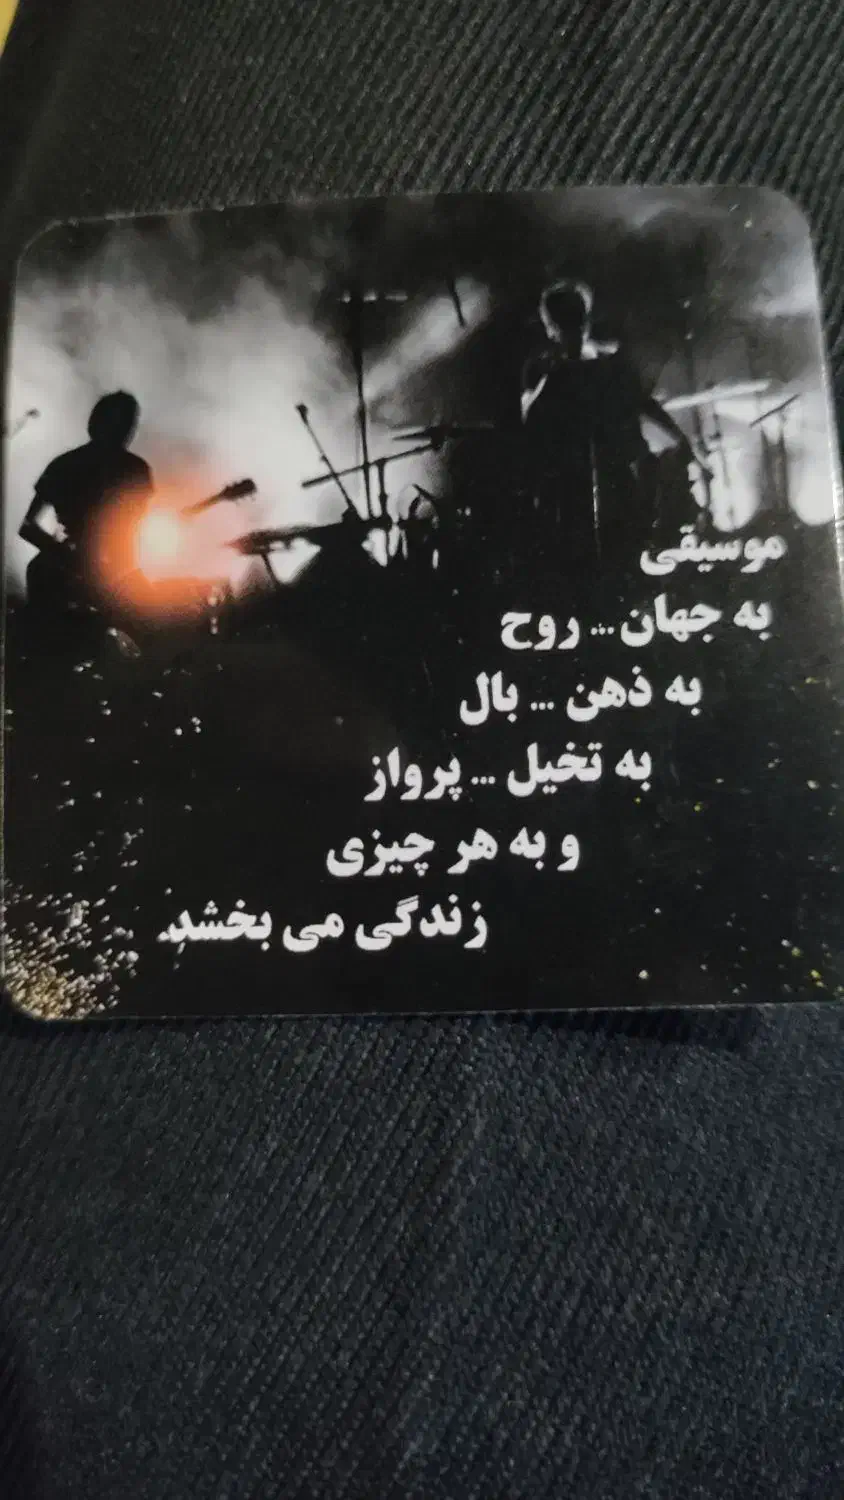 موسیقی
به جهان... روح
به ذهن ... بال
به تخیل ... پرواز
و به هر چیزی
زندگی می بخشد.